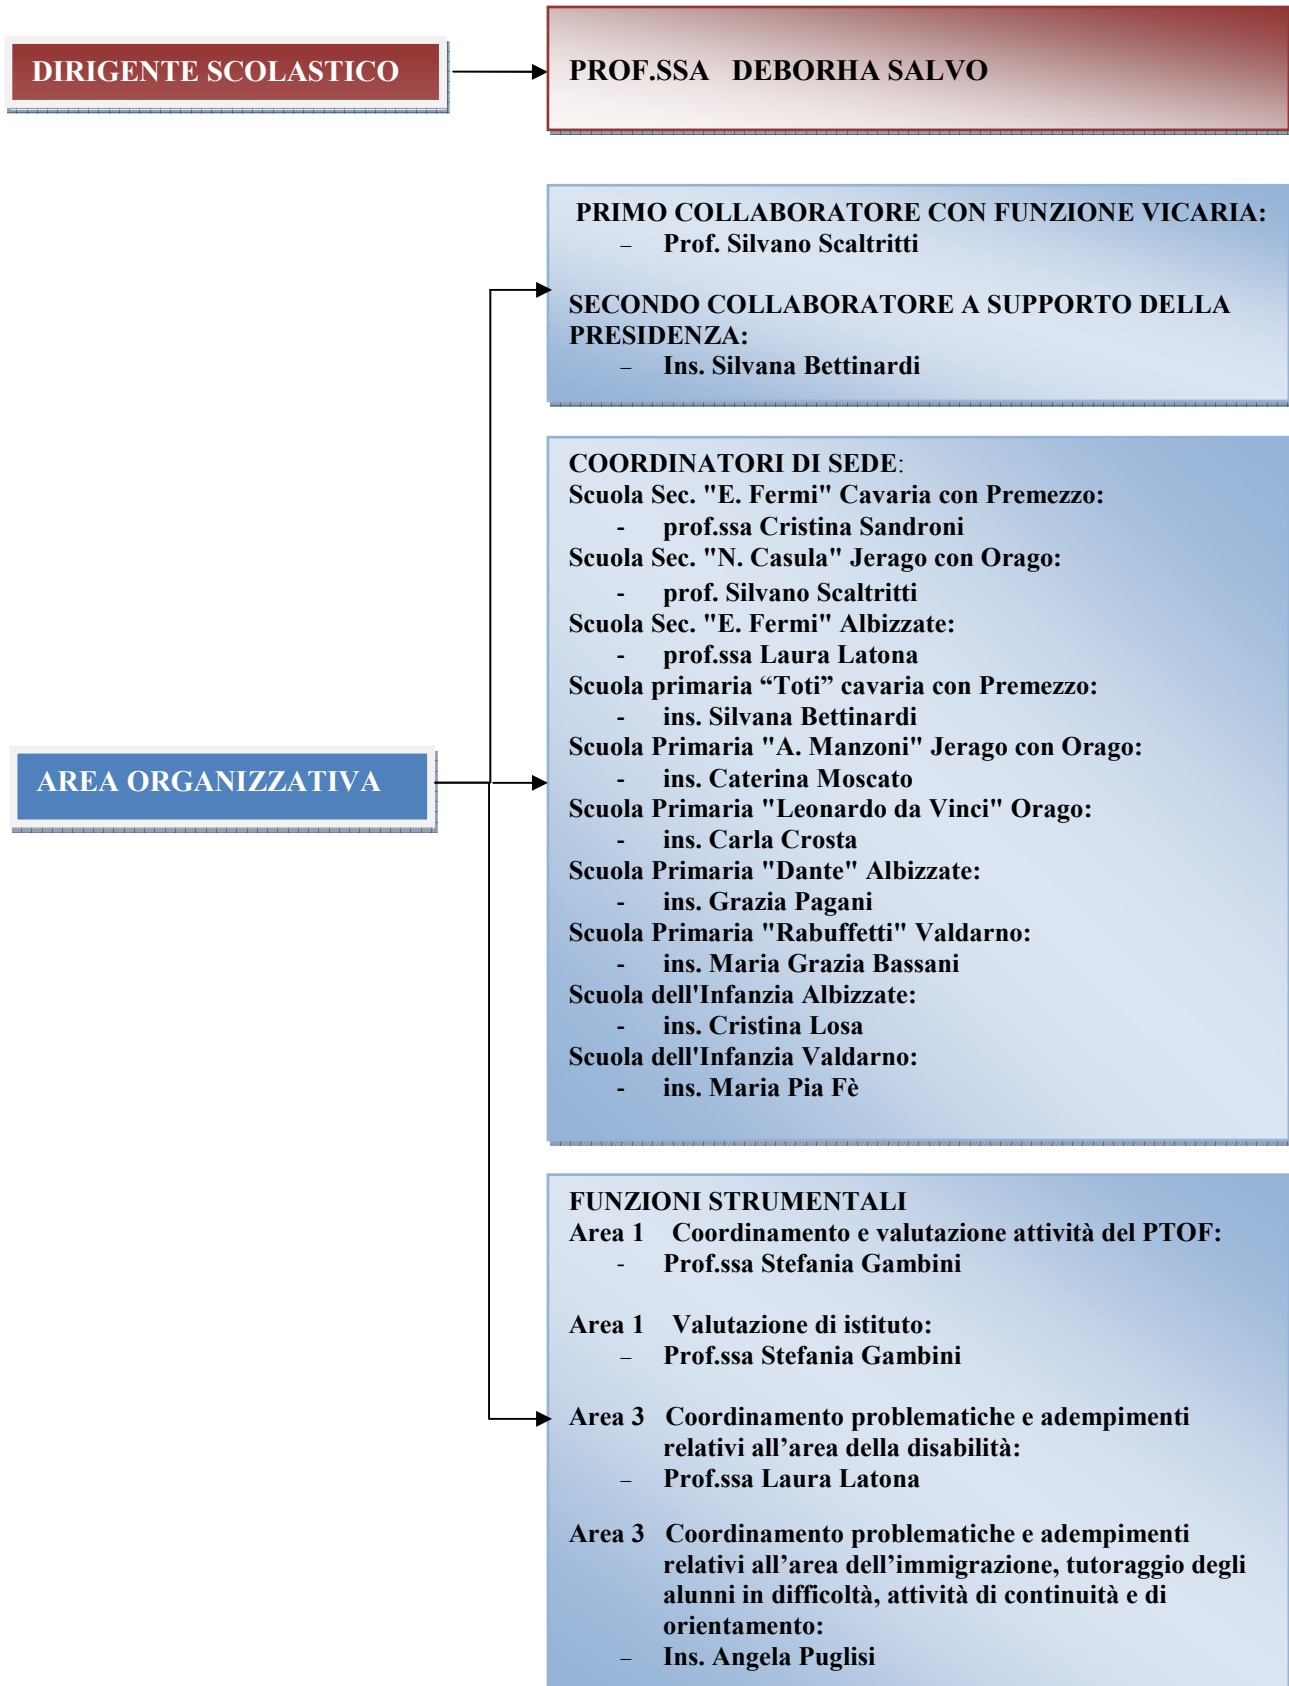 DIRIGENTE SCOLASTICO
PROF.SSA DEBORHA SALVO
PRIMO COLLABORATORE CON FUNZIONE VICARIA:
– Prof. Silvano Scaltritti
SECONDO COLLABORATORE A SUPPORTO DELLA
PRESIDENZA:
– Ins. Silvana Bettinardi
AREA ORGANIZZATIVA
COORDINATORI DI SEDE:
Scuola Sec. "E. Fermi" Cavaria con Premezzo:
- prof.ssa Cristina Sandroni
Scuola Sec. "N. Casula" Jerago con Orago:
- prof. Silvano Scaltritti
Scuola Sec. "E. Fermi" Albizzate:
- prof.ssa Laura Latona
Scuola primaria “Toti” cavaria con Premezzo:
- ins. Silvana Bettinardi
Scuola Primaria "A. Manzoni" Jerago con Orago:
- ins. Caterina Moscato
Scuola Primaria "Leonardo da Vinci" Orago:
- ins. Carla Crosta
Scuola Primaria "Dante" Albizzate:
- ins. Grazia Pagani
Scuola Primaria "Rabuffetti" Valdarno:
- ins. Maria Grazia Bassani
Scuola dell'Infanzia Albizzate:
- ins. Cristina Losa
Scuola dell'Infanzia Valdarno:
- ins. Maria Pia Fè
FUNZIONI STRUMENTALI
Area 1 Coordinamento e valutazione attività del PTOF:
- Prof.ssa Stefania Gambini
Area 1 Valutazione di istituto:
– Prof.ssa Stefania Gambini
Area 3 Coordinamento problematiche e adempimenti
relativi all’area della disabilità:
– Prof.ssa Laura Latona
Area 3 Coordinamento problematiche e adempimenti
relativi all’area dell’immigrazione, tutoraggio degli
alunni in difficoltà, attività di continuità e di
orientamento:
– Ins. Angela Puglisi